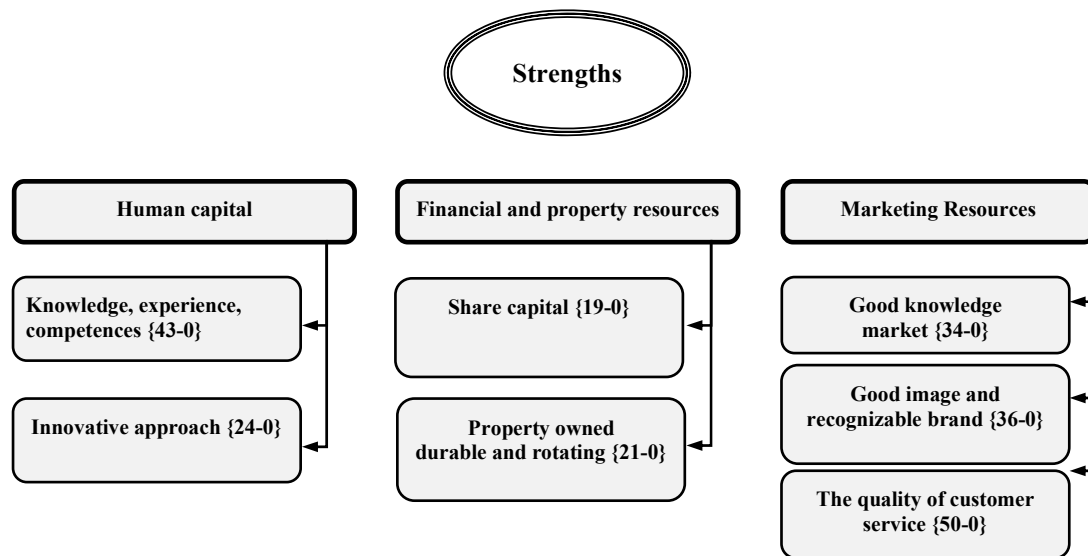 Strengths
Human capital
Knowledge, experience,
competences {43-0}
Innovative approach {24-0}
Financial and property resources
Share capital {19-0}
Property owned
durable and rotating {21-0}
Marketing Resources
Good knowledge
market {34-0}
Good image and
recognizable brand {36-0}
The quality of customer
service {50-0}